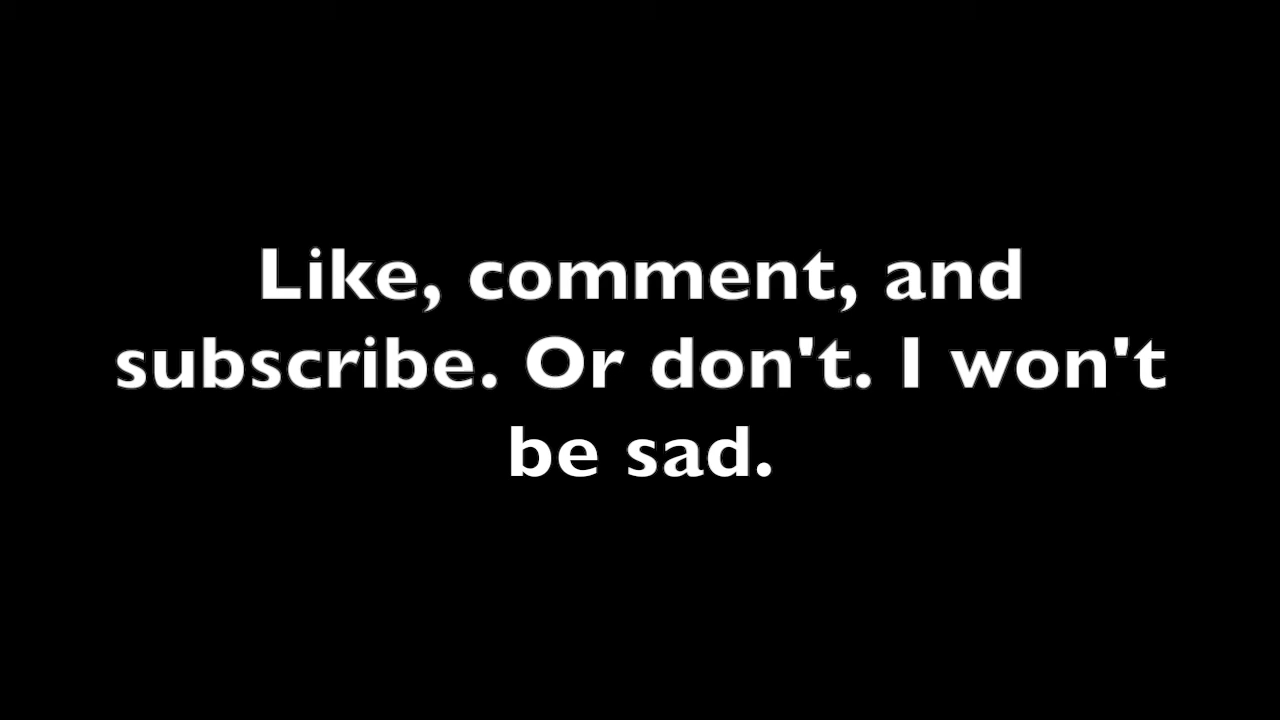 Like, comment, and
subscribe. Or don't. I won't
be sad.